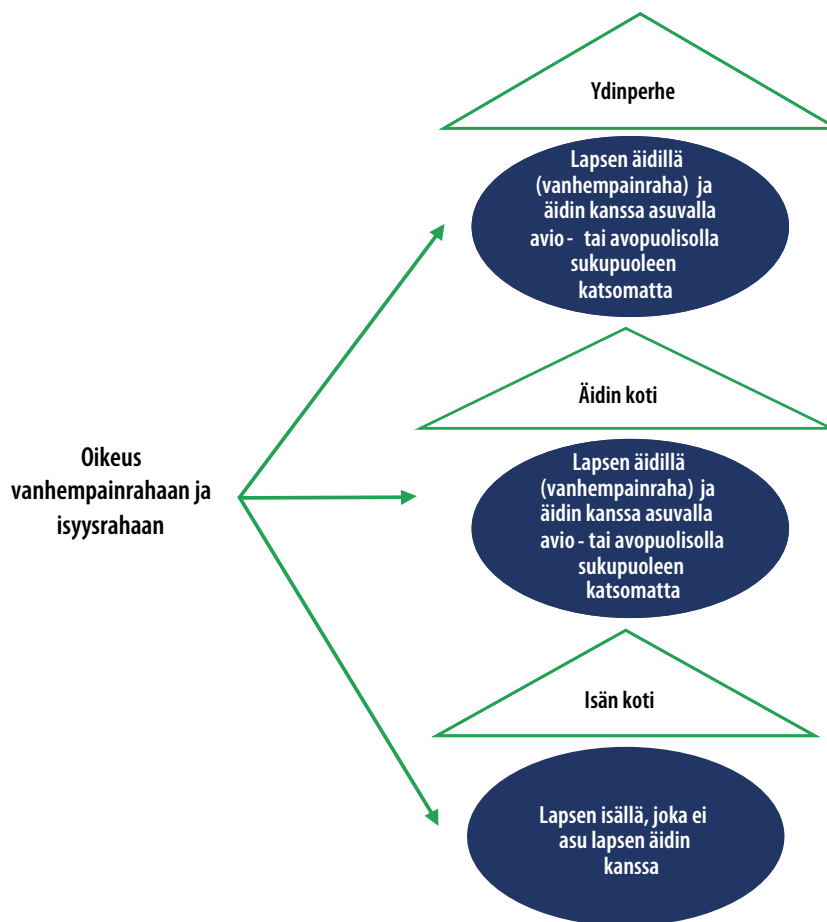 Ydinperhe
Lapsen äidillä
(vanhempainraha) ja
äidin kanssa asuvalla
avio - tai avopuolisolla
sukupuoleen
katsomatta
Äidin koti
Lapsen äidillä
(vanhempainraha) ja
äidin kanssa asuvalla
avio - tai avopuolisolla
sukupuoleen
katsomatta
Oikeus
vanhempainrahaan ja
isyysrahaan
Isän koti
Lapsen isällä, joka ei
asu lapsen äidin
kanssa